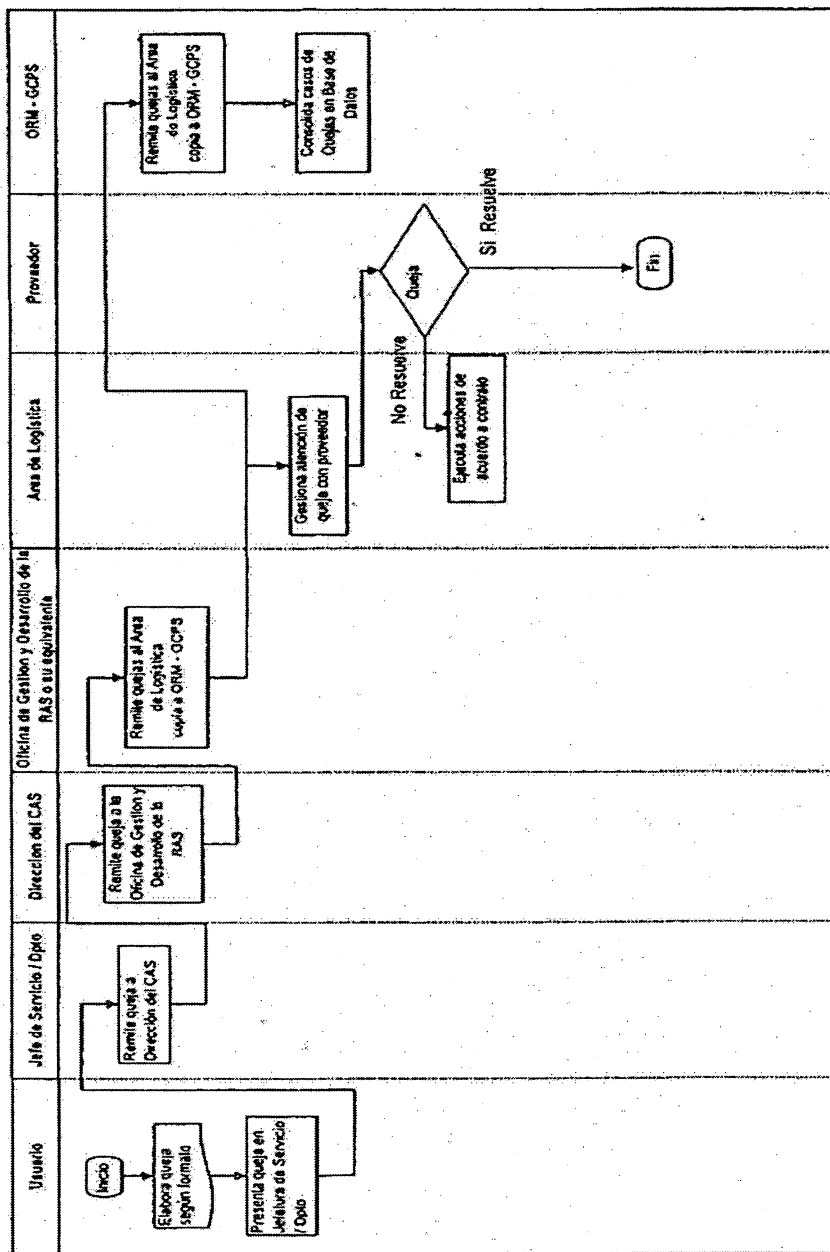 Usuario
Jefe de Servicio / Dpto
Direccion del CAS
Oficina de Gestion y Desarrollo de la
RAS o su equivalente
Area de Logística
Proveedor
ORM - GCPS
Inicio
Elabora queja
según formato
Presenta queja en
Jefatura de Servicio
/ Dpto
Remite queja a
Dirección del CAS
Remite queja a la
Oficina de Gestion y
Desarrollo de la
RAS
Remite quejas al Area
de Logística
copia a ORM - GCPS
Gestiona atención de
queja con proveedor
No Resuelve
Ejecuta acciones de
acuerdo a contrato
Queja
Si Resuelve
Fin
Remite quejas al Area
de Logística
copia a ORM - GCPS
Consolida casos de
Quejas en Base de
Datos